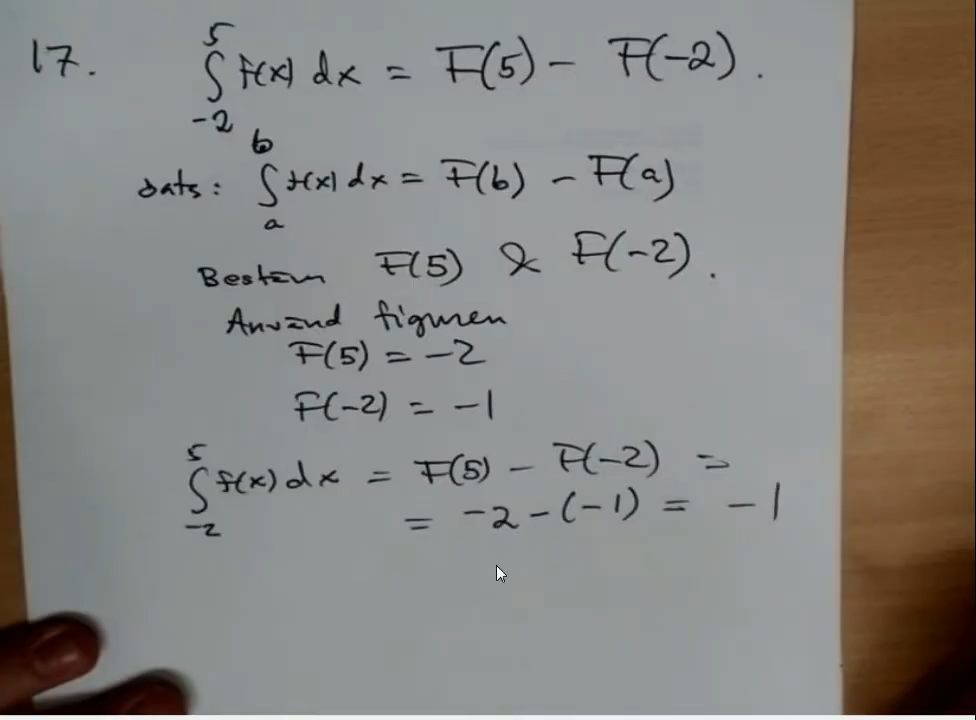 17. ∫₋₂⁵ f(x) dx = F(5) - F(-2).
sats: ∫ₐᵇ f(x) dx = F(b) - F(a)
Bestäm F(5) & F(-2).
Använd figuren
F(5) = -2
F(-2) = -1
∫₋₂⁵ f(x) dx = F(5) - F(-2) =
= -2 - (-1) = -1